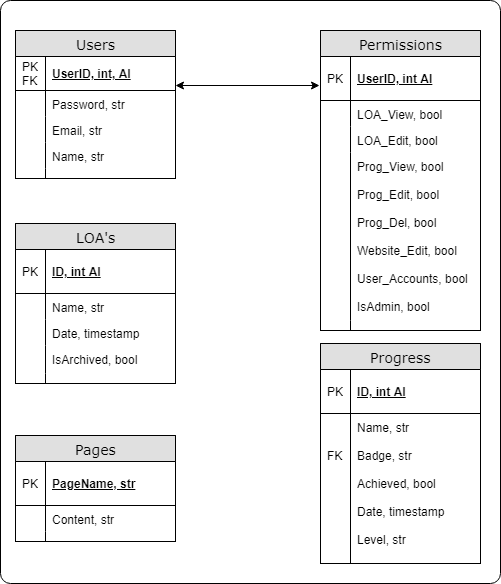 Users
PK
FK
UserID, int, AI
Password, str
Email, str
Name, str
Permissions
PK
UserID, int AI
LOA_View, bool
LOA_Edit, bool
Prog_View, bool
Prog_Edit, bool
Prog_Del, bool
Website_Edit, bool
User_Accounts, bool
IsAdmin, bool
LOA's
PK
ID, int AI
Name, str
Date, timestamp
IsArchived, bool
Progress
PK
ID, int AI
Name, str
FK
Badge, str
Achieved, bool
Date, timestamp
Level, str
Pages
PK
PageName, str
Content, str